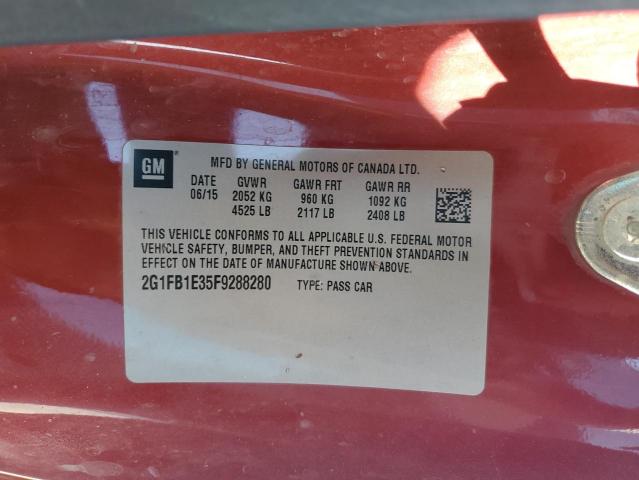 GM MFD BY GENERAL MOTORS OF CANADA LTD.
DATE GVWR GAWR FRT GAWR RR
06/15 2052 KG 960 KG 1092 KG
4525 LB 2117 LB 2408 LB
THIS VEHICLE CONFORMS TO ALL APPLICABLE U.S. FEDERAL MOTOR
VEHICLE SAFETY, BUMPER, AND THEFT PREVENTION STANDARDS IN
EFFECT ON THE DATE OF MANUFACTURE SHOWN ABOVE.
2G1FB1E35F9288280 TYPE: PASS CAR